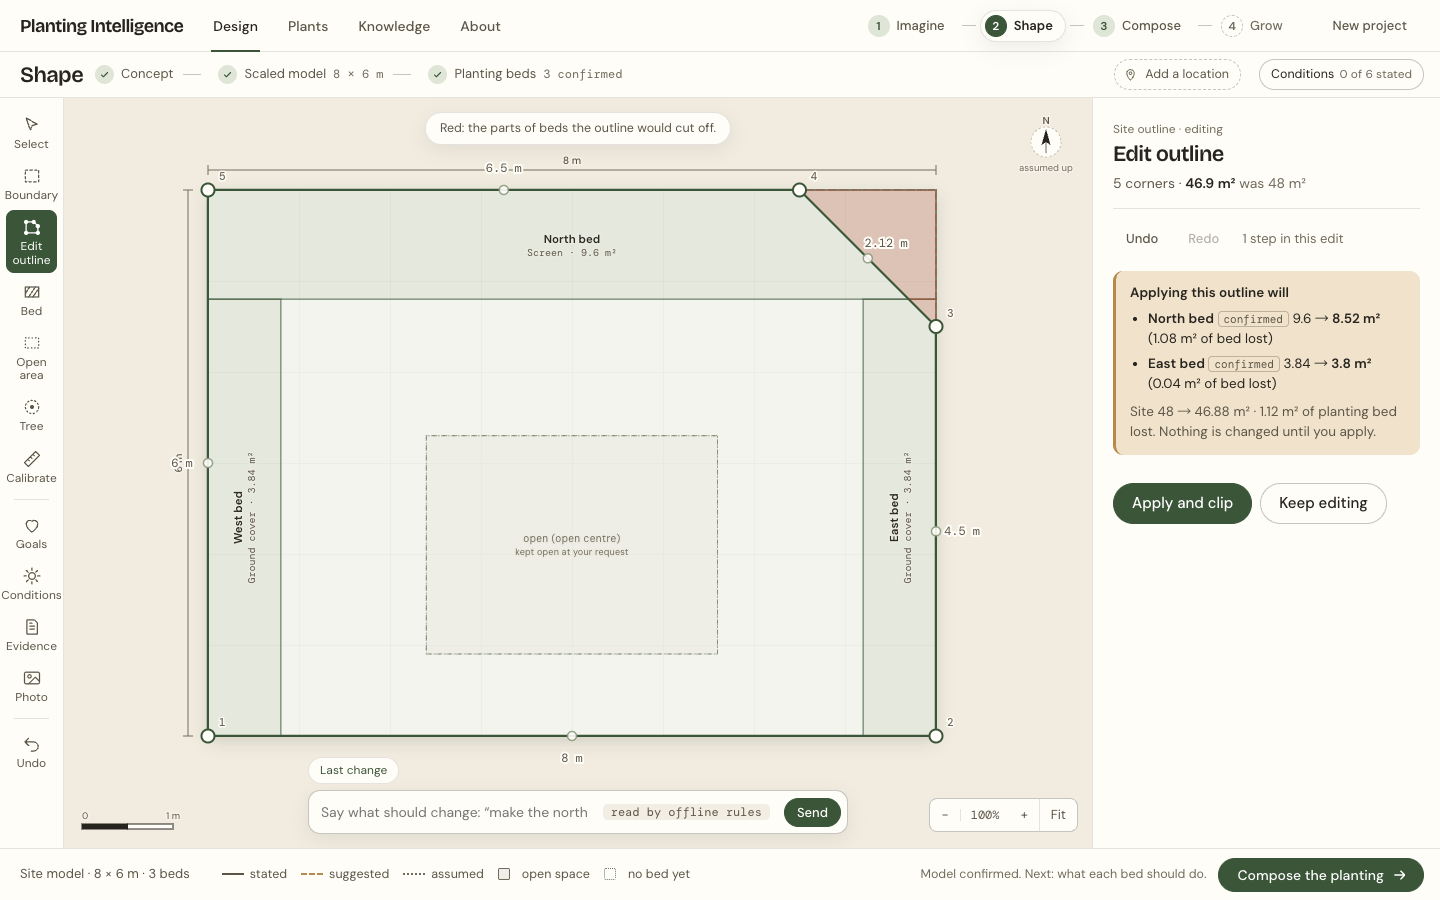 Planting Intelligence
Design
Plants
Knowledge
About
1 Imagine
2 Shape
3 Compose
4 Grow
New project
Shape
Concept
Scaled model 8 × 6 m
Planting beds 3 confirmed
Add a location
Conditions 0 of 6 stated
Select
Boundary
Edit
outline
Bed
Open
area
Tree
Calibrate
Goals
Conditions
Evidence
Photo
Undo
Red: the parts of beds the outline would cut off.
N
assumed up
8 m
6.5 m
5
4
North bed
Screen · 9.6 m²
2.12 m
3
6 m
6 m
West bed
Ground cover · 3.84 m²
open (open centre)
kept open at your request
East bed
Ground cover · 3.84 m²
4.5 m
1
2
8 m
Last change
Say what should change: “make the north
read by offline rules
Send
0
1 m
− 100% +
Fit
Site outline · editing
Edit outline
5 corners · 46.9 m² was 48 m²
Undo
Redo
1 step in this edit
Applying this outline will
• North bed confirmed 9.6 → 8.52 m²
(1.08 m² of bed lost)
• East bed confirmed 3.84 → 3.8 m²
(0.04 m² of bed lost)
Site 48 → 46.88 m² · 1.12 m² of planting bed
lost. Nothing is changed until you apply.
Apply and clip
Keep editing
Site model · 8 × 6 m · 3 beds
stated
suggested
assumed
open space
no bed yet
Model confirmed. Next: what each bed should do.
Compose the planting →